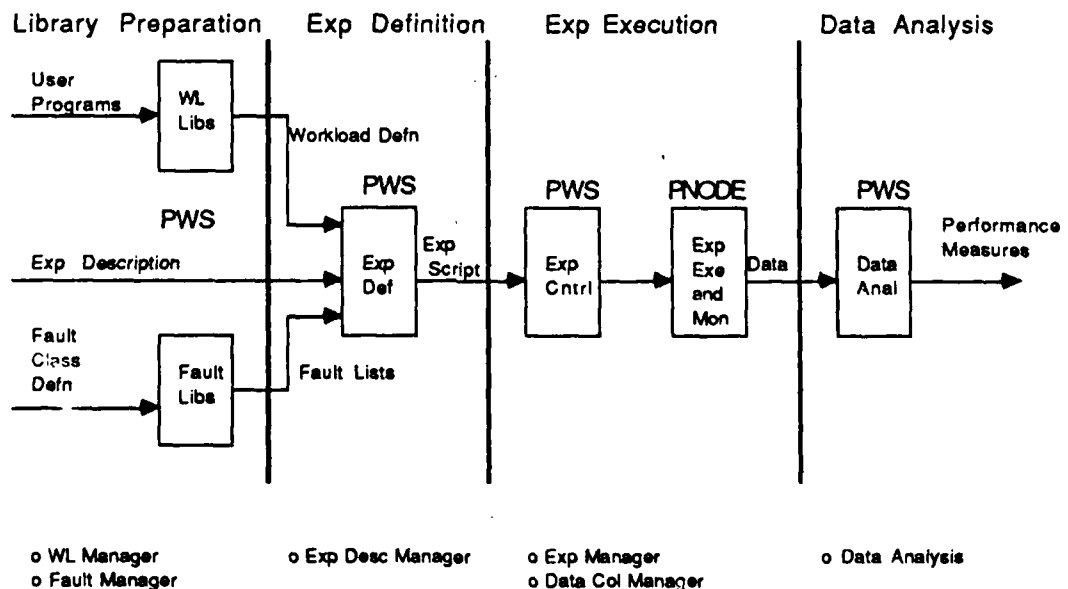 Library Preparation
Exp Definition
Exp Execution
Data Analysis
User
Programs
WL
Libs
Workload Defn
PWS
PWS
PWS
PNODE
PWS
Exp Description
Exp
Def
Exp
Script
Exp
Cntrl
Exp
Exe
and
Mon
Data
Data
Anal
Performance
Measures
Fault
Class
Defn
Fault
Libs
Fault Lists
o WL Manager
o Fault Manager
o Exp Desc Manager
o Exp Manager
o Data Col Manager
o Data Analysis